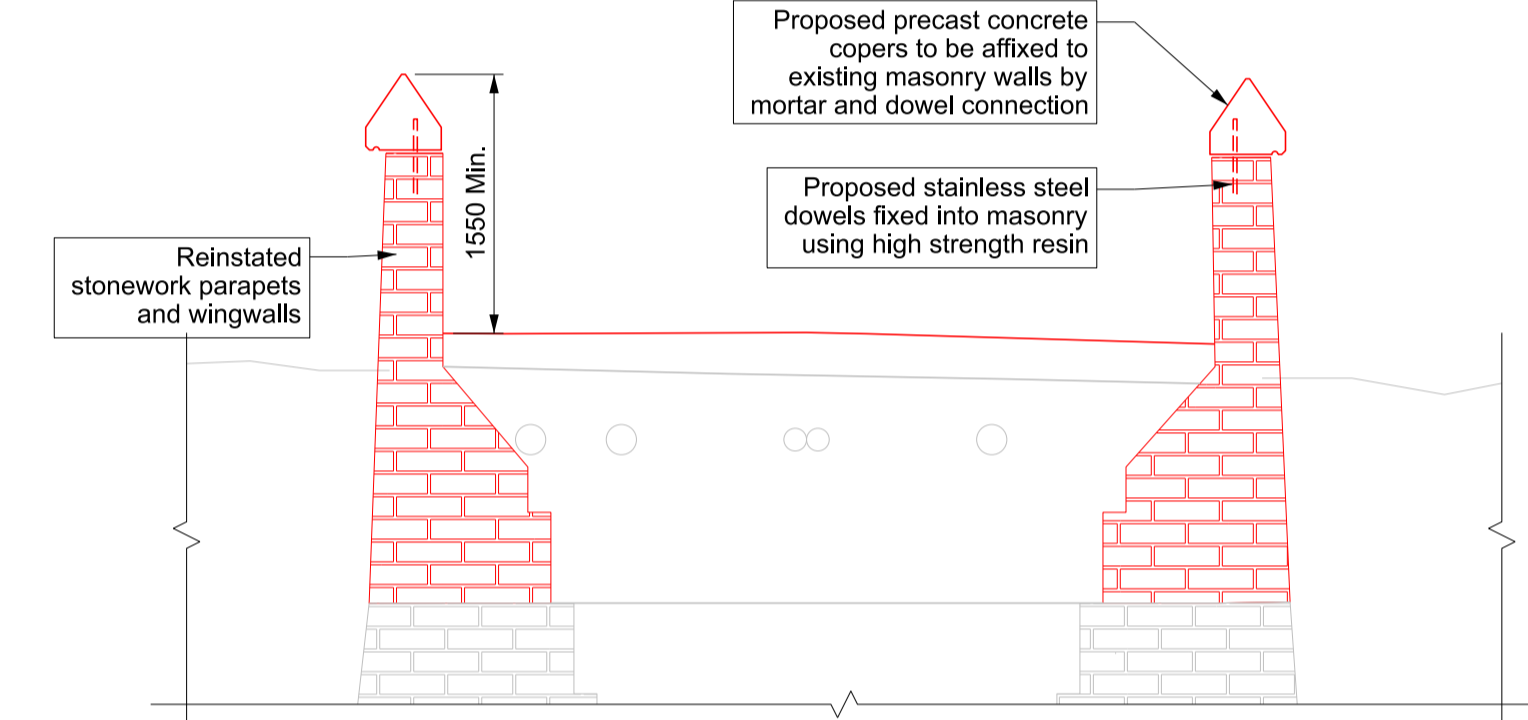 Proposed precast concrete
copers to be affixed to
existing masonry walls by
mortar and dowel connection
1550 Min.
Proposed stainless steel
dowels fixed into masonry
using high strength resin
Reinstated
stonework parapets
and wingwalls